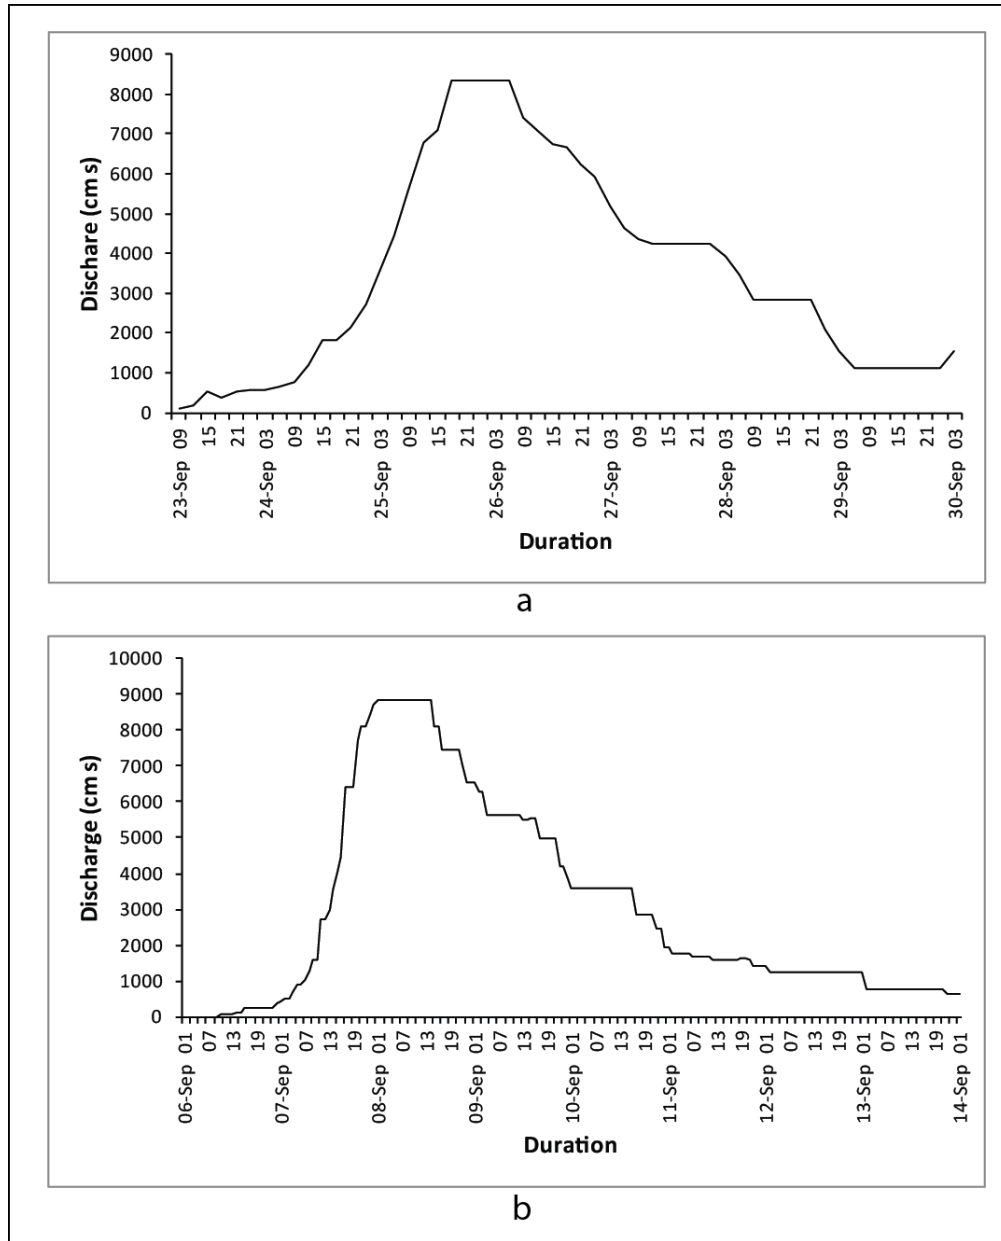 9000
8000
7000
6000
5000
4000
3000
2000
1000
0
Dischare (cm s)
23-Sep 09 15 21 24-Sep 03 09 15 21 25-Sep 03 09 15 21 26-Sep 03 09 15 21 27-Sep 03 09 15 21 28-Sep 03 09 15 21 29-Sep 03 09 15 21 30-Sep 03
Duration
a
10000
9000
8000
7000
6000
5000
4000
3000
2000
1000
0
Discharge (cm s)
06-Sep 01 07 13 19 07-Sep 01 07 13 19 08-Sep 01 07 13 19 09-Sep 01 07 13 19 10-Sep 01 07 13 19 11-Sep 01 07 13 19 12-Sep 01 07 13 19 13-Sep 01 07 13 19 14-Sep 01
Duration
b